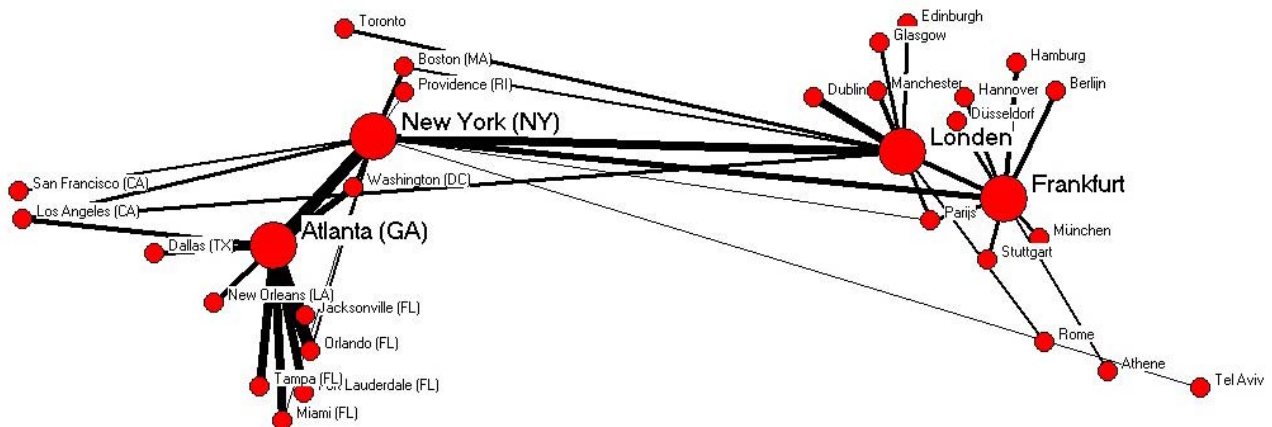 Toronto
Edinburgh
Glasgow
Boston (MA)
Hamburg
Providence (RI)
Dublin
Manchester
Hannover
Berlijn
Düsseldorf
New York (NY)
Londen
San Francisco (CA)
Washington (DC)
Frankfurt
Los Angeles (CA)
Atlanta (GA)
Parijs
München
Dallas (TX)
Stuttgart
New Orleans (LA)
Jacksonville (FL)
Orlando (FL)
Rome
Athene
Tampa (FL)
Lauderdale (FL)
Tel Aviv
Miami (FL)